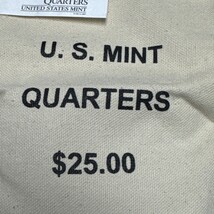 QUARTERS
UNITED STATES MINT
U. S. MINT
QUARTERS
$25.00